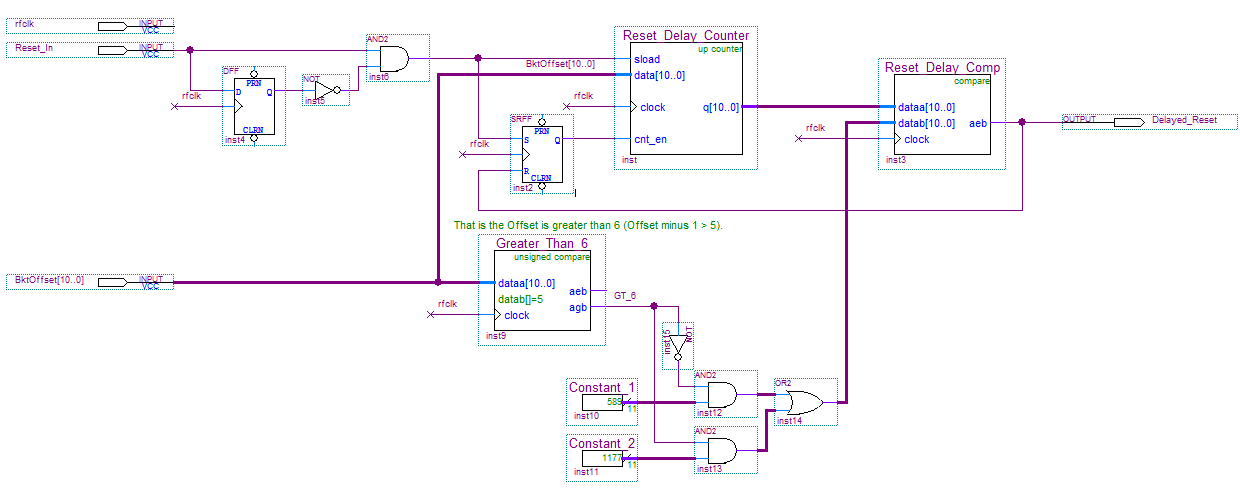 rfclk INPUT VCC
Reset_In INPUT VCC
DFF
PRN
D Q
rfclk
CLRN
inst4
NOT
inst5
AND2
inst6
BktOffset[10..0]
Reset_Delay_Counter
up counter
sload
data[10..0]
rfclk
clock q[10..0]
cnt_en
inst
SRFF
PRN
S Q
rfclk
R
CLRN
inst2
Reset_Delay_Comp
compare
dataa[10..0]
datab[10..0]
aeb
rfclk
clock
inst3
OUTPUT Delayed_Reset
That is the Offset is greater than 6 (Offset minus 1 > 5).
BktOffset[10..0] INPUT VCC
Greater_Than_6
unsigned compare
dataa[10..0]
aeb
datab[]=5
agb
rfclk
clock
inst9
GT_6
NOT
inst15
Constant_1
589
11
inst10
AND2
inst12
OR2
inst14
Constant_2
1177
11
inst11
AND2
inst13